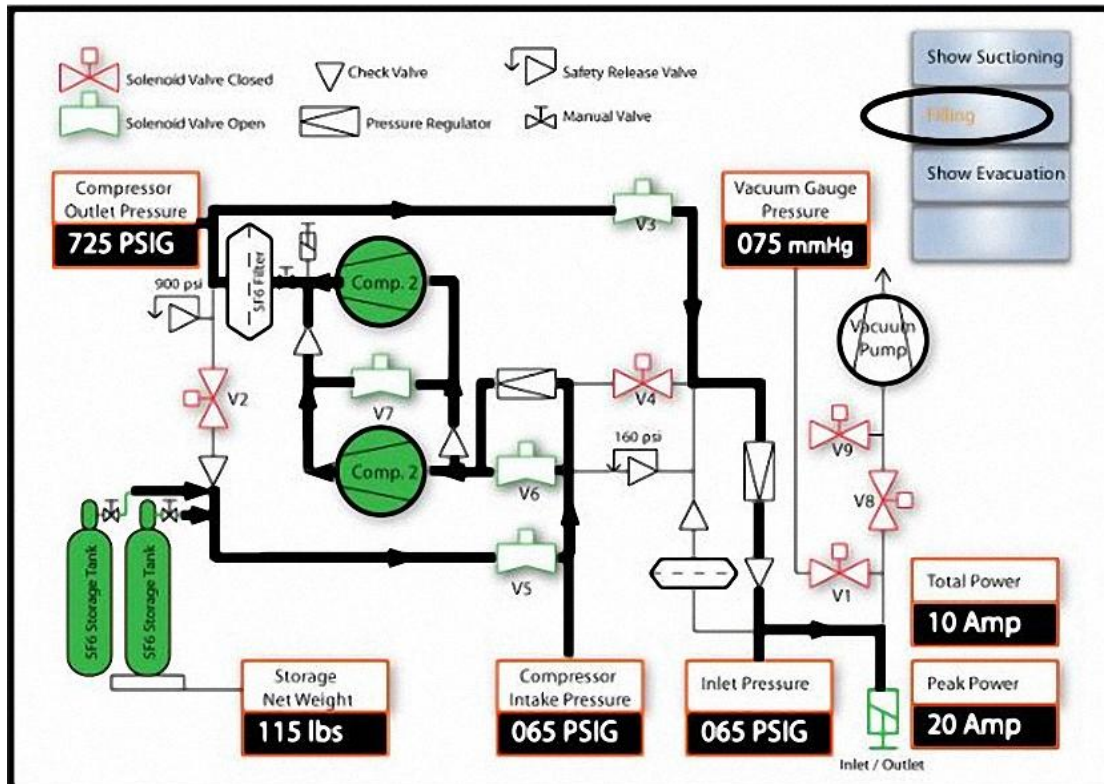 Solenoid Valve Closed
Check Valve
Safety Release Valve
Solenoid Valve Open
Pressure Regulator
Manual Valve
Show Suctioning
Filling
Show Evacuation
Compressor
Outlet Pressure
725 PSIG
V3
Vacuum Gauge
Pressure
075 mmHg
900 psi
SF6 Filter
Comp. 2
Vacuum
Pump
V2
V7
V4
V9
160 psi
Comp. 2
V6
V8
SF6 Storage Tank
SF6 Storage Tank
V5
V1
Total Power
10 Amp
Storage
Net Weight
115 lbs
Compressor
Intake Pressure
065 PSIG
Inlet Pressure
065 PSIG
Peak Power
20 Amp
Inlet / Outlet